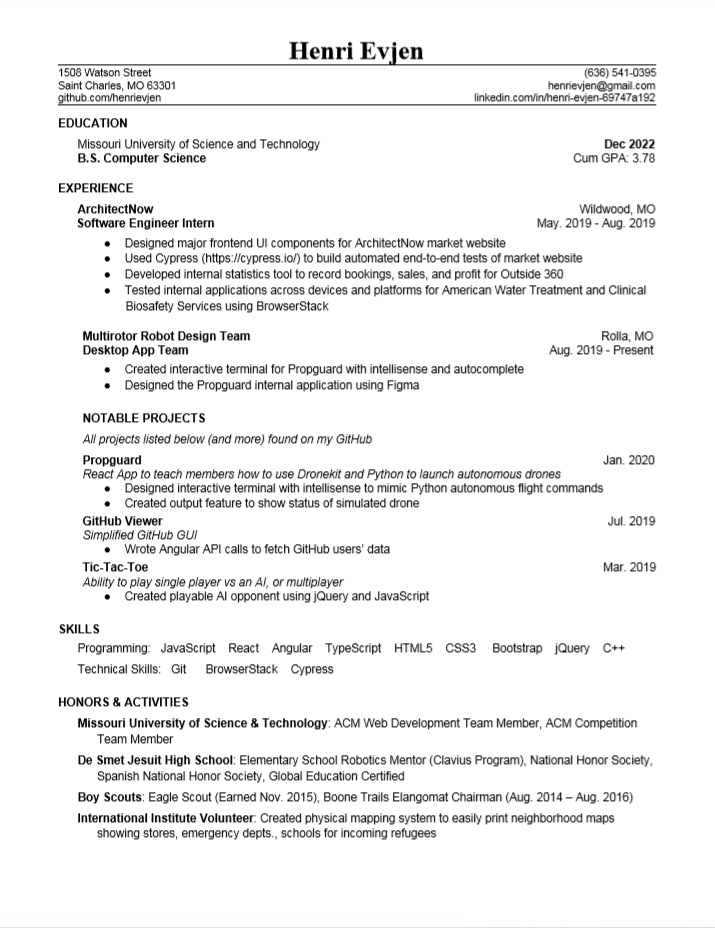 Henri Evjen
1508 Watson Street (636) 541-0395
Saint Charles, MO 63301 henrievjen@gmail.com
github.com/henrievjen linkedin.com/in/henri-evjen-69747a192
EDUCATION
Missouri University of Science and Technology Dec 2022
B.S. Computer Science Cum GPA: 3.78
EXPERIENCE
ArchitectNow Wildwood, MO
Software Engineer Intern May. 2019 - Aug. 2019
● Designed major frontend UI components for ArchitectNow market website
● Used Cypress (https://cypress.io/) to build automated end-to-end tests of market website
● Developed internal statistics tool to record bookings, sales, and profit for Outside 360
● Tested internal applications across devices and platforms for American Water Treatment and Clinical
Biosafety Services using BrowserStack
Multirotor Robot Design Team Rolla, MO
Desktop App Team Aug. 2019 - Present
● Created interactive terminal for Propguard with intellisense and autocomplete
● Designed the Propguard internal application using Figma
NOTABLE PROJECTS
All projects listed below (and more) found on my GitHub
Propguard Jan. 2020
React App to teach members how to use Dronekit and Python to launch autonomous drones
● Designed interactive terminal with intellisense to mimic Python autonomous flight commands
● Created output feature to show status of simulated drone
GitHub Viewer Jul. 2019
Simplified GitHub GUI
● Wrote Angular API calls to fetch GitHub users' data
Tic-Tac-Toe Mar. 2019
Ability to play single player vs an AI, or multiplayer
● Created playable AI opponent using jQuery and JavaScript
SKILLS
Programming: JavaScript React Angular TypeScript HTML5 CSS3 Bootstrap jQuery C++
Technical Skills: Git BrowserStack Cypress
HONORS & ACTIVITIES
Missouri University of Science & Technology: ACM Web Development Team Member, ACM Competition
Team Member
De Smet Jesuit High School: Elementary School Robotics Mentor (Clavius Program), National Honor Society,
Spanish National Honor Society, Global Education Certified
Boy Scouts: Eagle Scout (Earned Nov. 2015), Boone Trails Elangomat Chairman (Aug. 2014 – Aug. 2016)
International Institute Volunteer: Created physical mapping system to easily print neighborhood maps
showing stores, emergency depts., schools for incoming refugees